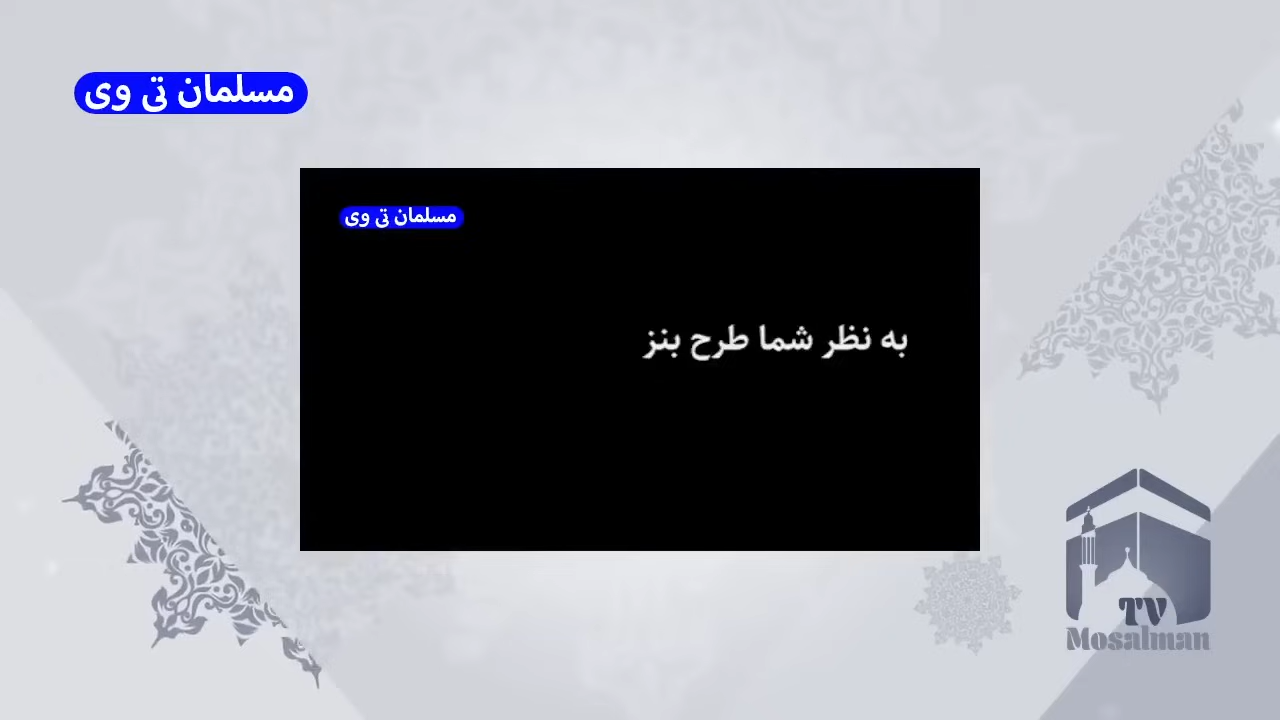 مسلمان تی وی
مسلمان تی وی
به نظر شما طرح بنز
TV
Mosalman